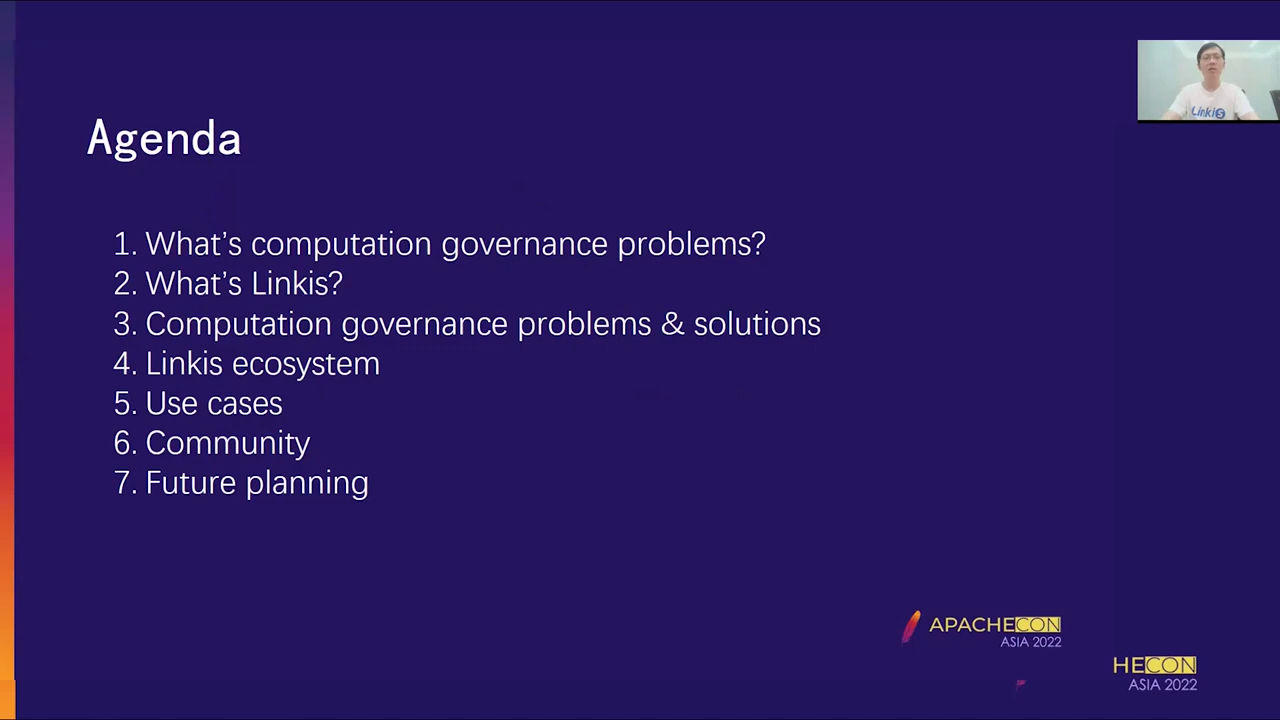 Agenda
1. What's computation governance problems?
2. What's Linkis?
3. Computation governance problems & solutions
4. Linkis ecosystem
5. Use cases
6. Community
7. Future planning
Linkis
APACHECON
ASIA 2022
HECON
ASIA 2022